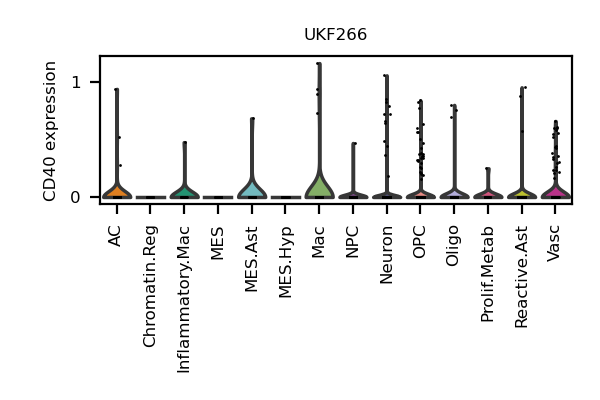 UKF266
CD40 expression
1
0
AC
Chromatin.Reg
Inflammatory.Mac
MES
MES.Ast
MES.Hyp
Mac
NPC
Neuron
OPC
Oligo
Prolif.Metab
Reactive.Ast
Vasc